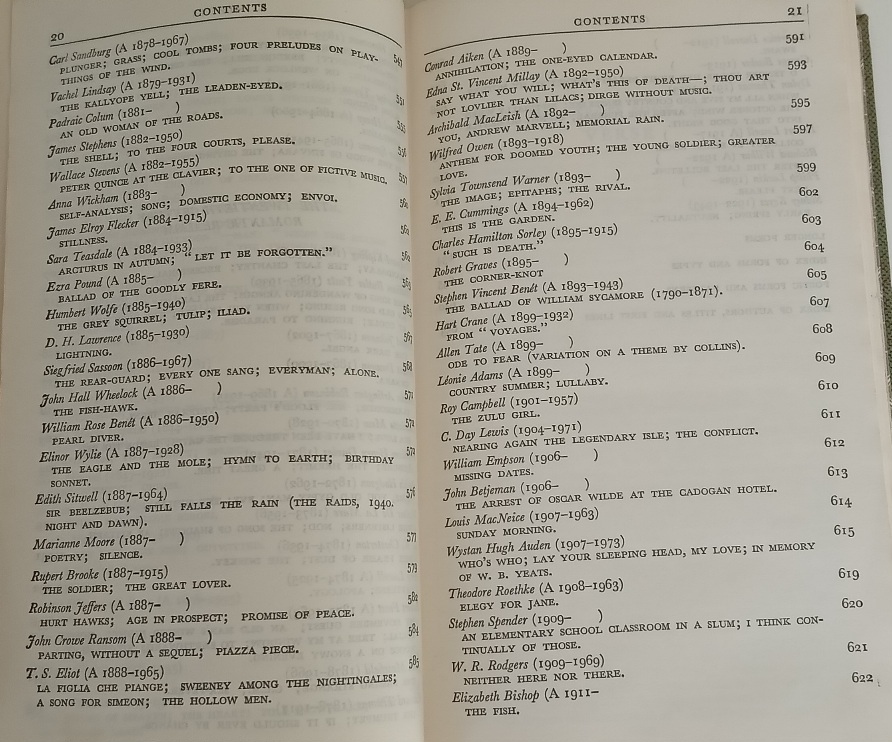 20
CONTENTS
Carl Sandburg (A 1878–1967)
PLUNGER; GRASS; COOL TOMBS; FOUR PRELUDES ON PLAY-
THINGS OF THE WIND.
Vachel Lindsay (A 1879–1931)
THE KALLYOPE YELL; THE LEADEN-EYED.
Padraic Colum (1881– )
AN OLD WOMAN OF THE ROADS.
James Stephens (1882–1950)
THE SHELL; TO THE FOUR COURTS, PLEASE.
Wallace Stevens (A 1882–1955)
PETER QUINCE AT THE CLAVIER; TO THE ONE OF FICTIVE MUSIC.
Anna Wickham (1883– )
SELF-ANALYSIS; SONG; DOMESTIC ECONOMY; ENVOI.
James Elroy Flecker (1884–1915)
STILLNESS.
Sara Teasdale (A 1884–1933)
ARCTURUS IN AUTUMN; "LET IT BE FORGOTTEN."
Ezra Pound (A 1885– )
BALLAD OF THE GOODLY FERE.
Humbert Wolfe (1885–1940)
THE GREY SQUIRREL; TULIP; ILIAD.
D. H. Lawrence (1885–1930)
LIGHTNING.
Siegfried Sassoon (1886–1967)
THE REAR-GUARD; EVERY ONE SANG; EVERYMAN; ALONE.
John Hall Wheelock (A 1886– ) 571
THE FISH-HAWK.
William Rose Benét (A 1886–1950)
PEARL DIVER.
Elinor Wylie (A 1887–1928)
THE EAGLE AND THE MOLE; HYMN TO EARTH; BIRTHDAY
SONNET.
Edith Sitwell (1887–1964) 576
SIR BEELZEBUB; STILL FALLS THE RAIN (THE RAIDS, 1940.
NIGHT AND DAWN).
Marianne Moore (1887– ) 577
POETRY; SILENCE.
Rupert Brooke (1887–1915) 579
THE SOLDIER; THE GREAT LOVER.
Robinson Jeffers (A 1887– ) 582
HURT HAWKS; AGE IN PROSPECT; PROMISE OF PEACE.
John Crowe Ransom (A 1888– ) 584
PARTING, WITHOUT A SEQUEL; PIAZZA PIECE.
T. S. Eliot (A 1888–1965) 585
LA FIGLIA CHE PIANGE; SWEENEY AMONG THE NIGHTINGALES;
A SONG FOR SIMEON; THE HOLLOW MEN.
CONTENTS
21
Conrad Aiken (A 1889– ) 591
ANNIHILATION; THE ONE-EYED CALENDAR.
Edna St. Vincent Millay (A 1892–1950) 593
SAY WHAT YOU WILL; WHAT'S THIS OF DEATH—; THOU ART
NOT LOVLIER THAN LILACS; DIRGE WITHOUT MUSIC.
Archibald MacLeish (A 1892– ) 595
YOU, ANDREW MARVELL; MEMORIAL RAIN.
Wilfred Owen (1893–1918) 597
ANTHEM FOR DOOMED YOUTH; THE YOUNG SOLDIER; GREATER
LOVE.
Sylvia Townsend Warner (1893– ) 599
THE IMAGE; EPITAPHS; THE RIVAL.
E. E. Cummings (A 1894–1962) 602
THIS IS THE GARDEN.
Charles Hamilton Sorley (1895–1915) 603
"SUCH IS DEATH."
Robert Graves (1895– ) 604
THE CORNER-KNOT
Stephen Vincent Benét (A 1893–1943) 605
THE BALLAD OF WILLIAM SYCAMORE (1790–1871).
Hart Crane (A 1899–1932) 607
FROM "VOYAGES."
Allen Tate (A 1899– ) 608
ODE TO FEAR (VARIATION ON A THEME BY COLLINS).
Léonie Adams (A 1899– ) 609
COUNTRY SUMMER; LULLABY.
Roy Campbell (1901–1957) 610
THE ZULU GIRL.
C. Day Lewis (1904–1971) 611
NEARING AGAIN THE LEGENDARY ISLE; THE CONFLICT.
William Empson (1906– ) 612
MISSING DATES.
John Betjeman (1906– ) 613
THE ARREST OF OSCAR WILDE AT THE CADOGAN HOTEL.
Louis MacNeice (1907–1963) 614
SUNDAY MORNING.
Wystan Hugh Auden (1907–1973) 615
WHO'S WHO; LAY YOUR SLEEPING HEAD, MY LOVE; IN MEMORY
OF W. B. YEATS.
Theodore Roethke (A 1908–1963) 619
ELEGY FOR JANE.
Stephen Spender (1909– ) 620
AN ELEMENTARY SCHOOL CLASSROOM IN A SLUM; I THINK CON-
TINUALLY OF THOSE.
W. R. Rodgers (1909–1969) 621
NEITHER HERE NOR THERE.
Elizabeth Bishop (A 1911– 622
THE FISH.